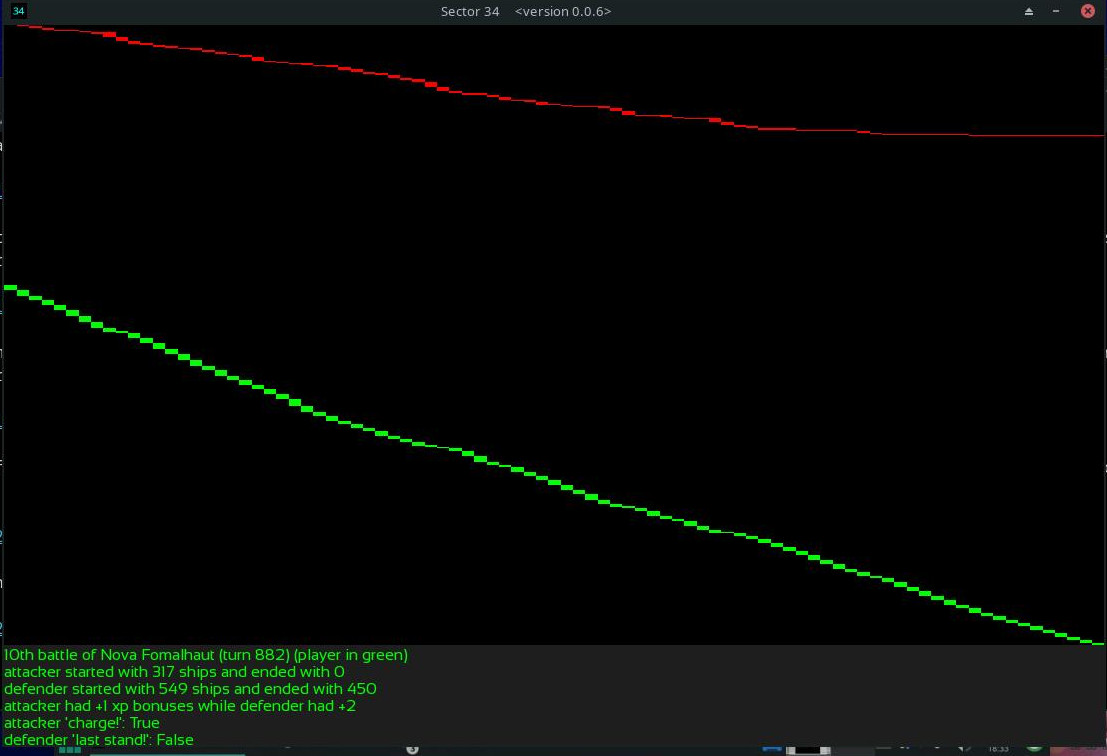 34 Sector 34 <version 0.0.6>
10th battle of Nova Fomalhaut (turn 882) (player in green)
attacker started with 317 ships and ended with 0
defender started with 549 ships and ended with 450
attacker had +1 xp bonuses while defender had +2
attacker 'charge!': True
defender 'last stand!': False
18:33